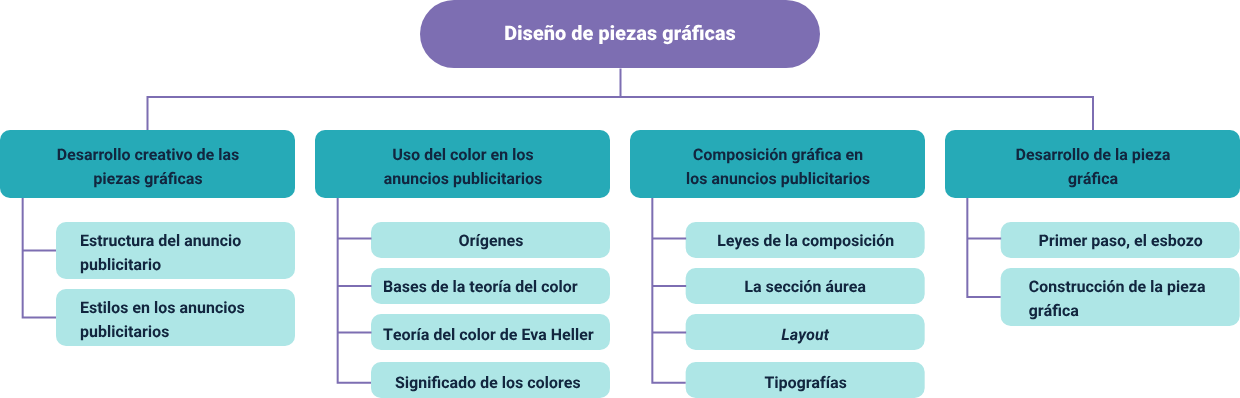 Diseño de piezas gráficas
Desarrollo creativo de las
piezas gráficas
Estructura del anuncio
publicitario
Estilos en los anuncios
publicitarios
Uso del color en los
anuncios publicitarios
Orígenes
Bases de la teoría del color
Teoría del color de Eva Heller
Significado de los colores
Composición gráfica en
los anuncios publicitarios
Leyes de la composición
La sección áurea
Layout
Tipografías
Desarrollo de la pieza
gráfica
Primer paso, el esbozo
Construcción de la pieza
gráfica